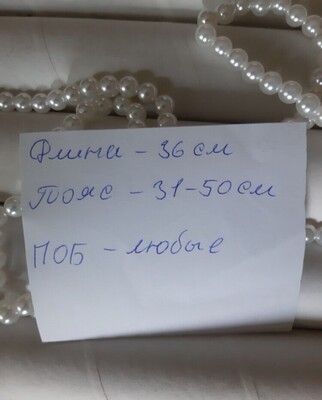 Длина - 36 см
Пояс - 31-50 см
ПОБ - любые